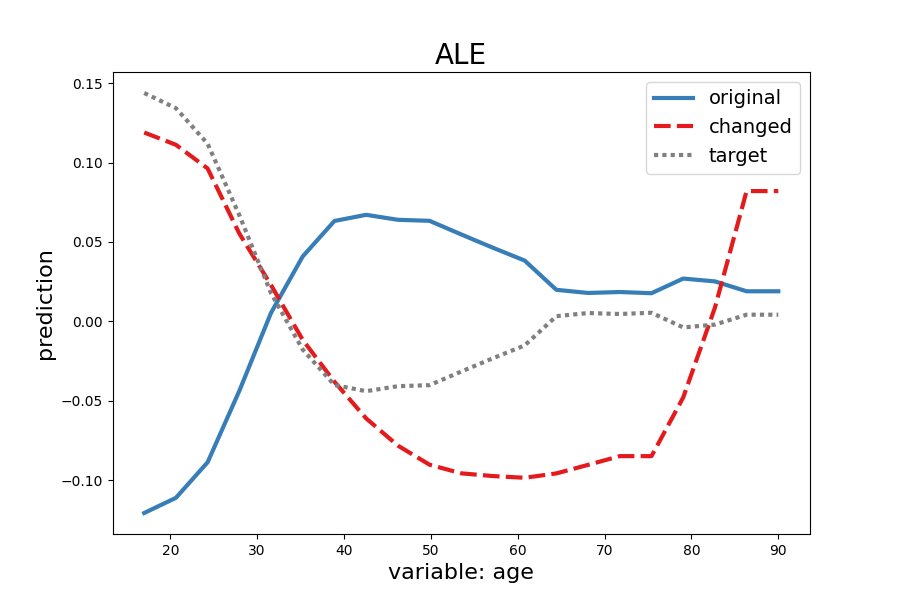 ALE
0.15
0.10
0.05
0.00
−0.05
−0.10
prediction
original
changed
target
20 30 40 50 60 70 80 90
variable: age